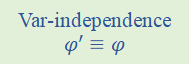 Var-independence
φ′ ≡ φ